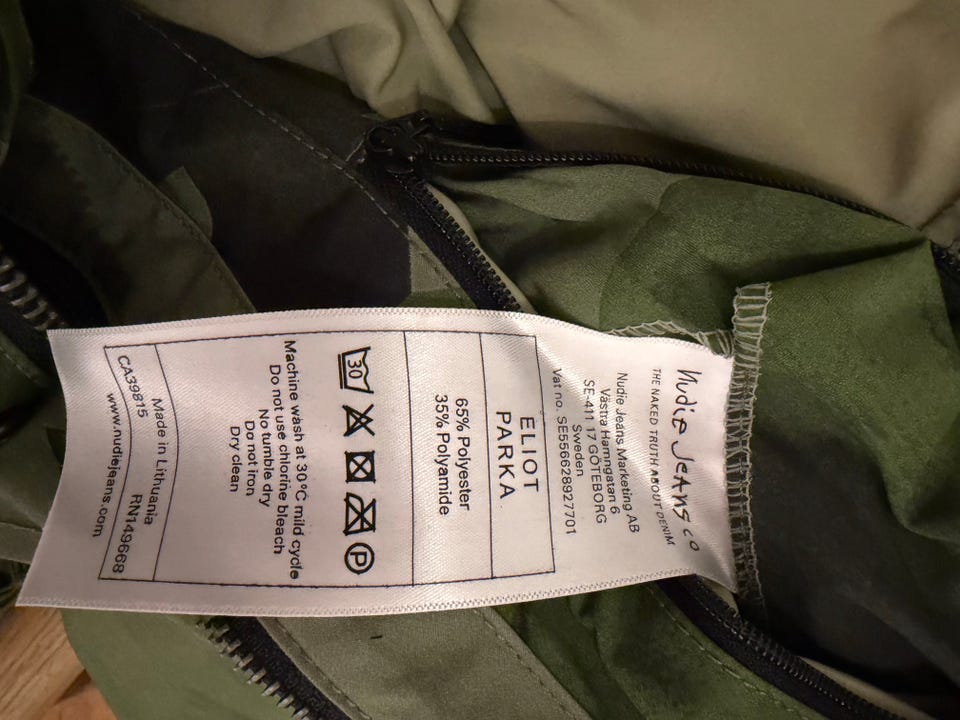 Nudie Jeans co
THE NAKED TRUTH ABOUT DENIM
Nudie Jeans Marketing AB
Västra Hamngatan 6
SE-411 17 GÖTEBORG
Sweden
Vat no. SE556628927701
ELIOT
PARKA
65% Polyester
35% Polyamide
30
P
Machine wash at 30°C mild cycle
Do not use chlorine bleach
No tumble dry
Do not iron
Dry clean
Made in Lithuania
CA39815 RN149668
www.nudiejeans.com